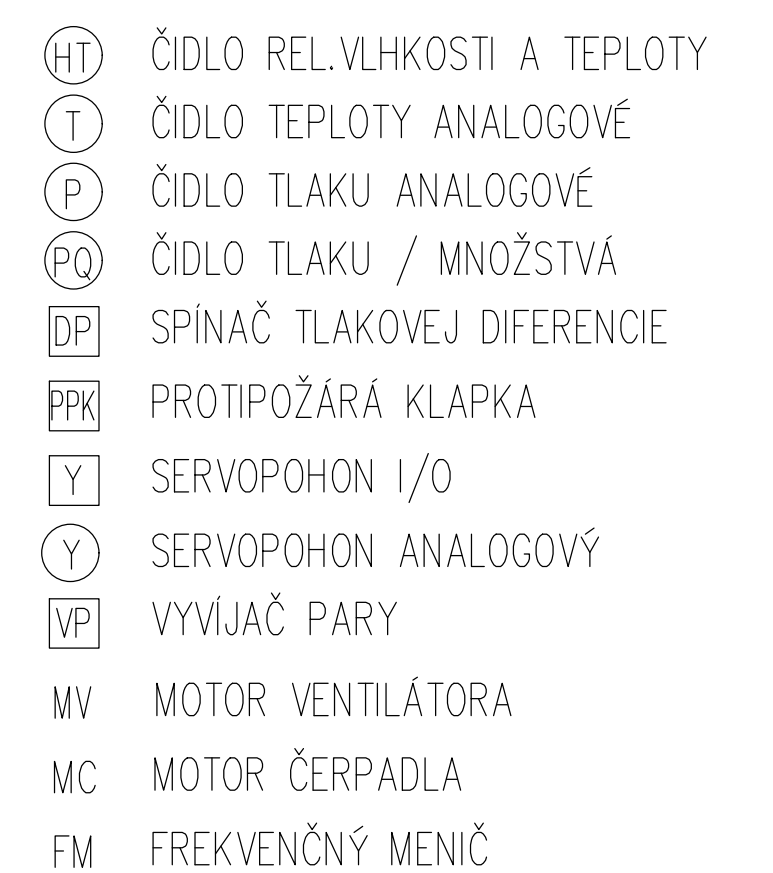 HT ČIDLO REL.VLHKOSTI A TEPLOTY
T ČIDLO TEPLOTY ANALOGOVÉ
P ČIDLO TLAKU ANALOGOVÉ
PQ ČIDLO TLAKU / MNOŽSTVÁ
DP SPÍNAČ TLAKOVEJ DIFERENCIE
PPK PROTIPOŽÁRÁ KLAPKA
Y SERVOPOHON I/O
Y SERVOPOHON ANALOGOVÝ
VP VYVÍJAČ PARY
MV MOTOR VENTILÁTORA
MC MOTOR ČERPADLA
FM FREKVENČNÝ MENIČ